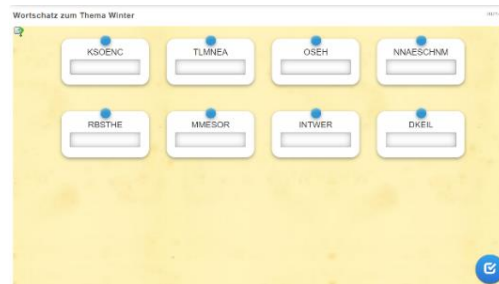 Wortschatz zum Thema Winter
KSOENC TLMNEA OSEH NNAESCHNM
RBSTHE MMESOR INTWER DKEIL